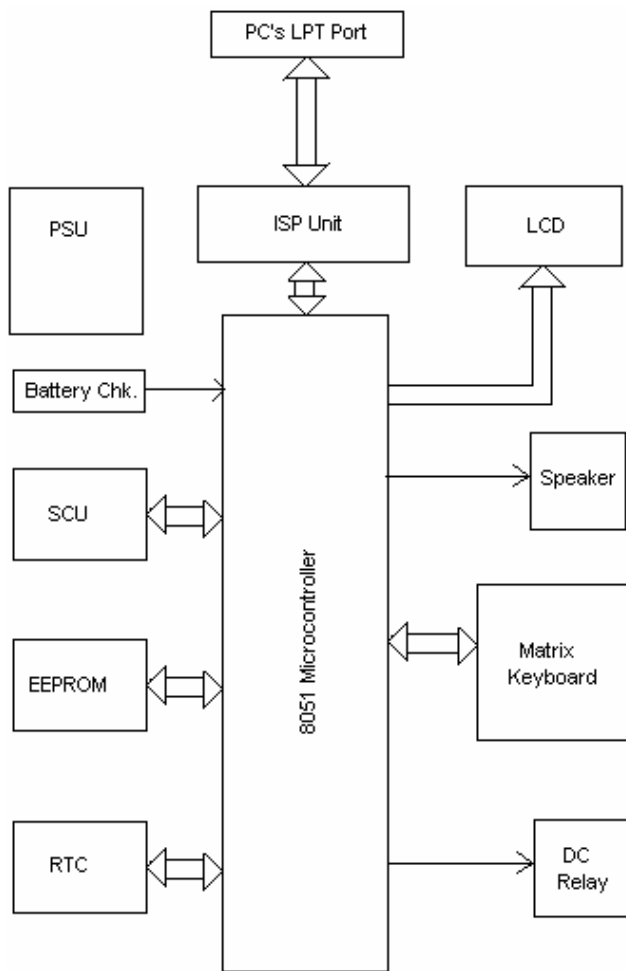 PC's LPT Port
PSU
ISP Unit
LCD
Battery Chk.
SCU
Speaker
8051 Microcontroller
EEPROM
Matrix
Keyboard
RTC
DC
Relay